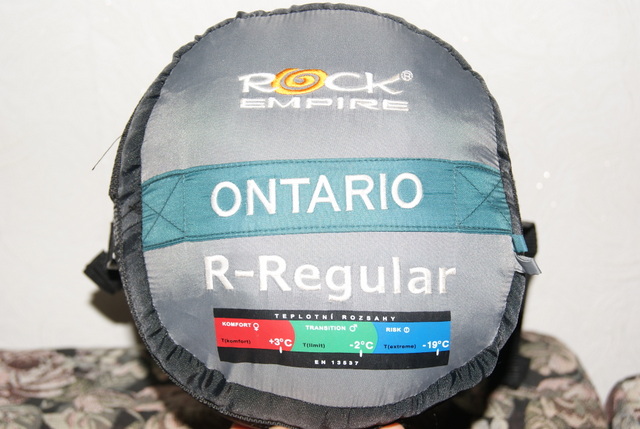 ROCK®
EMPIRE
ONTARIO
R-Regular
TEPLOTNÍ ROZSAHY
KOMFORT ♀ TRANSITION ♂ RISK
T(komfort) +3°C T(limit) -2°C T(extreme) -19°C
EN 13537